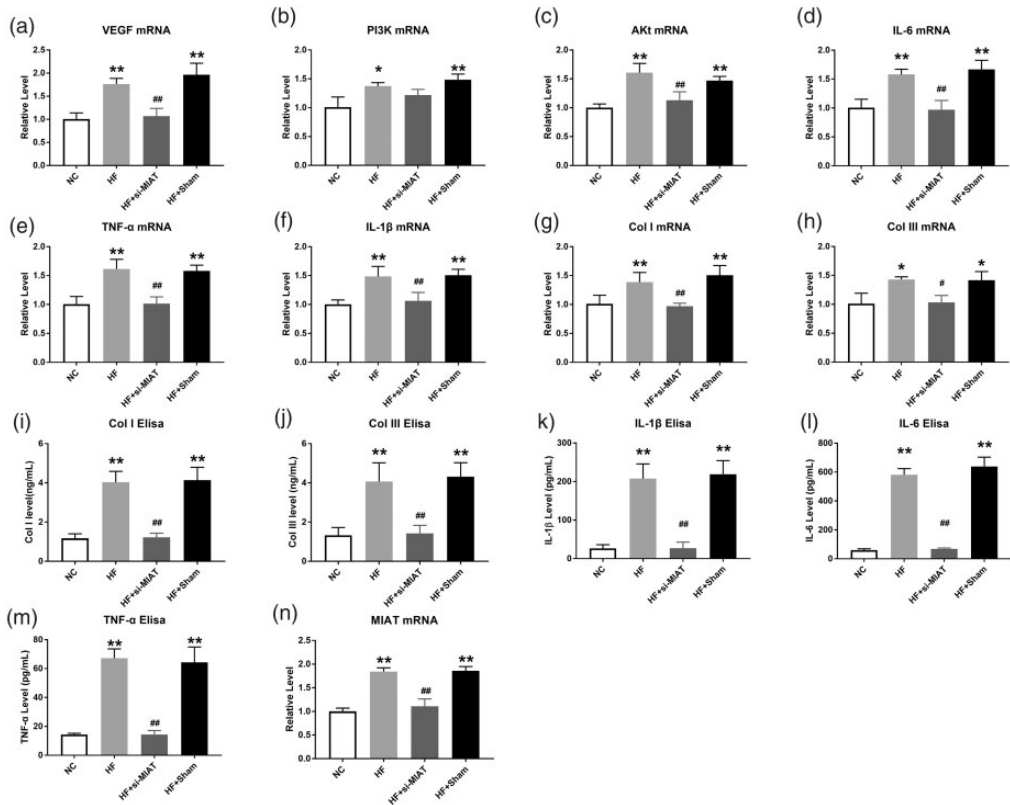 (a)
VEGF mRNA
Relative Level
2.5
2.0
1.5
1.0
0.5
0.0
**
##
**
NC
HF
HF+si-MIAT
HF+Sham
(b)
PI3K mRNA
Relative Level
2.0
1.5
1.0
0.5
0.0
*
**
NC
HF
HF+si-MIAT
HF+Sham
(c)
AKt mRNA
Relative Level
2.0
1.5
1.0
0.5
0.0
**
##
**
NC
HF
HF+si-MIAT
HF+Sham
(d)
IL-6 mRNA
Relative Level
2.0
1.5
1.0
0.5
0.0
**
##
**
NC
HF
HF+si-MIAT
HF+Sham
(e)
TNF-α mRNA
Relative Level
2.0
1.5
1.0
0.5
0.0
**
##
**
NC
HF
HF+si-MIAT
HF+Sham
(f)
IL-1β mRNA
Relative Level
2.0
1.5
1.0
0.5
0.0
**
##
**
NC
HF
HF+si-MIAT
HF+Sham
(g)
Col I mRNA
Relative Level
2.0
1.5
1.0
0.5
0.0
**
##
**
NC
HF
HF+si-MIAT
HF+Sham
(h)
Col III mRNA
Relative Level
2.0
1.5
1.0
0.5
0.0
*
#
*
NC
HF
HF+si-MIAT
HF+Sham
(i)
Col I Elisa
Col I level(ng/mL)
6
4
2
0
**
##
**
NC
HF
HF+si-MIAT
HF+Sham
(j)
Col III Elisa
Col III level (ng/mL)
6
4
2
0
**
##
**
NC
HF
HF+si-MIAT
HF+Sham
(k)
IL-1β Elisa
IL-1β Level (pg/mL)
300
200
100
0
**
##
**
NC
HF
HF+si-MIAT
HF+Sham
(l)
IL-6 Elisa
IL-6 Level (pg/mL)
800
600
400
200
0
**
##
**
NC
HF
HF+si-MIAT
HF+Sham
(m)
TNF-α Elisa
TNF-α Level (pg/mL)
80
60
40
20
0
**
##
**
NC
HF
HF+si-MIAT
HF+Sham
(n)
MIAT mRNA
Relative Level
2.5
2.0
1.5
1.0
0.5
0.0
**
##
**
NC
HF
HF+si-MIAT
HF+Sham